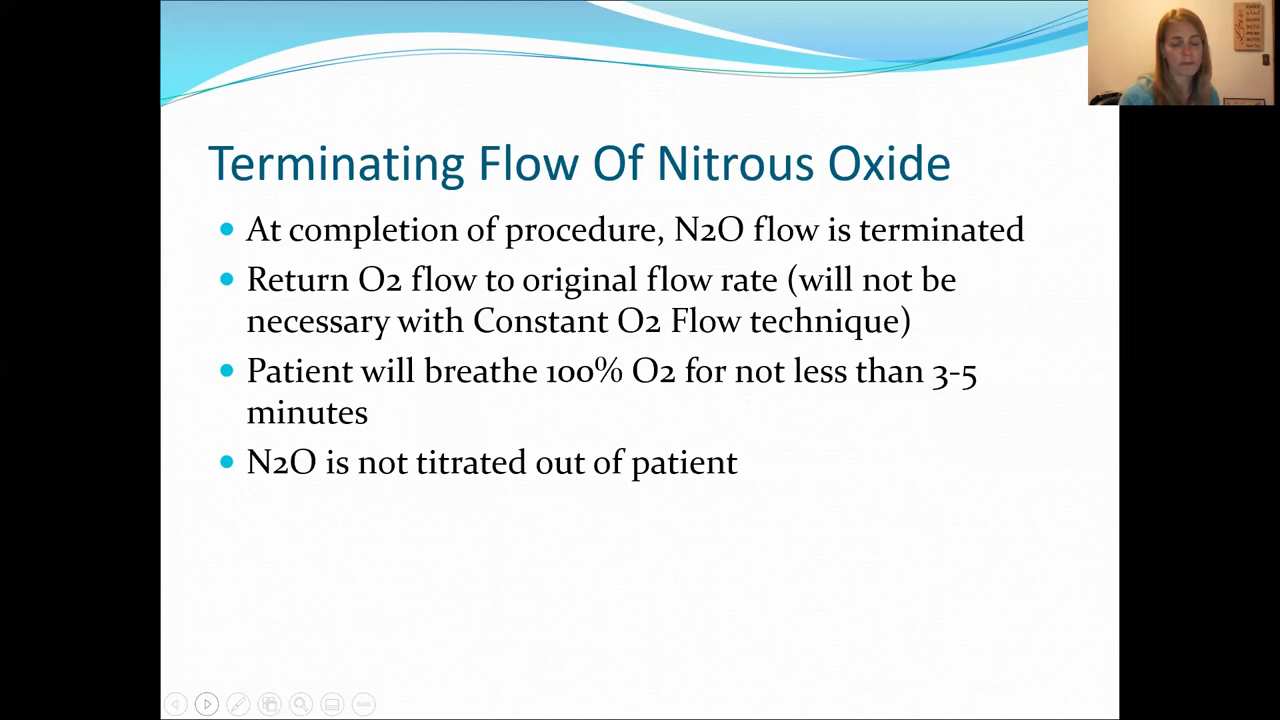 Terminating Flow Of Nitrous Oxide
At completion of procedure, N2O flow is terminated
Return O2 flow to original flow rate (will not be
necessary with Constant O2 Flow technique)
Patient will breathe 100% O2 for not less than 3-5
minutes
N2O is not titrated out of patient